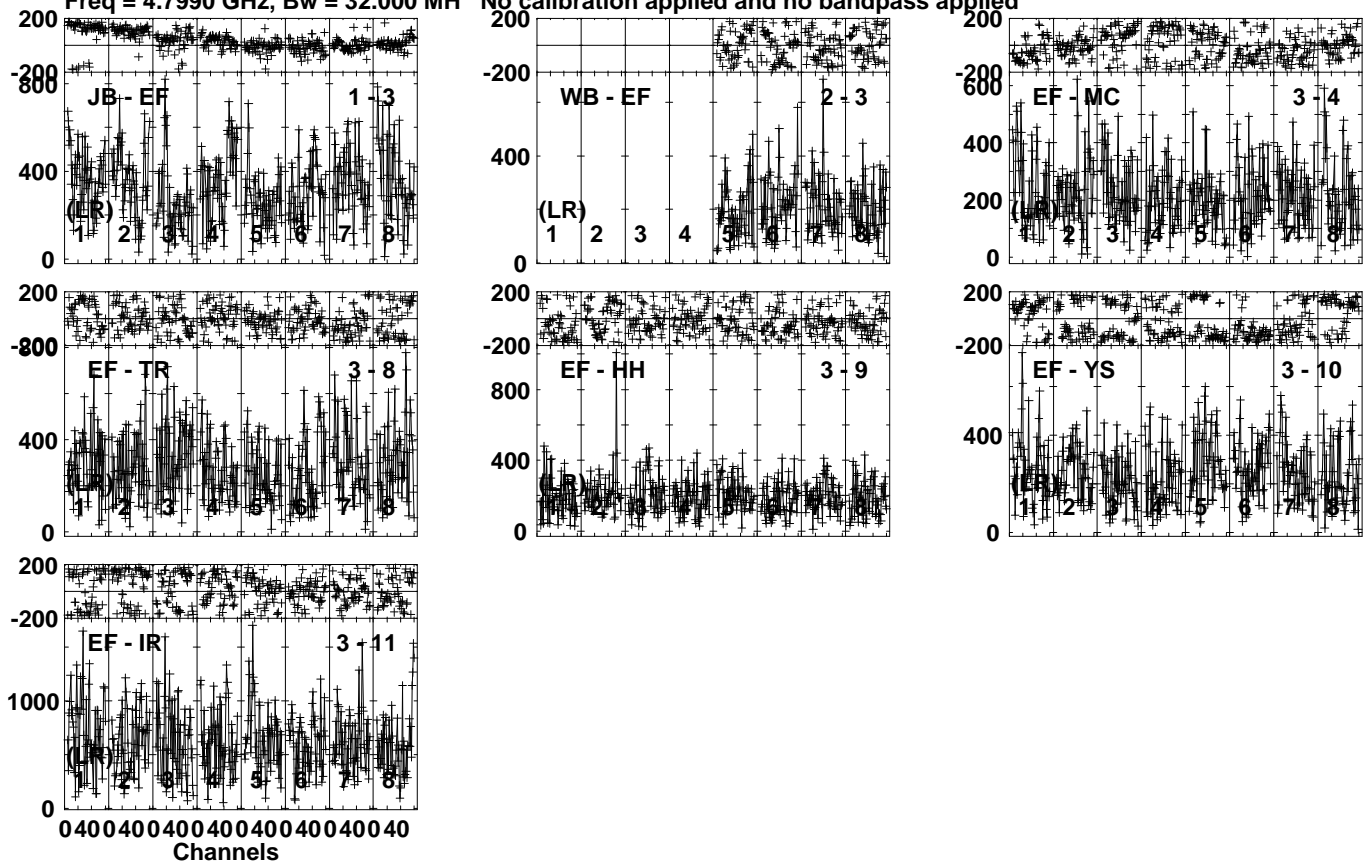 Freq = 4.7990 GHz, Bw = 32.000 MH No calibration applied and no bandpass applied
200
-200
800
400
0
JB - EF 1 - 3
(LR)
1 2 3 4 5 6 7 8
200
-200
400
0
WB - EF 2 - 3
(LR)
1 2 3 4 5 6 7 8
200
-200
600
400
200
0
EF - MC 3 - 4
(LR)
1 2 3 4 5 6 7 8
200
-200
800
400
0
EF - TR 3 - 8
(LR)
1 2 3 4 5 6 7 8
200
-200
800
400
0
EF - HH 3 - 9
(LR)
1 2 3 4 5 6 7 8
200
-200
400
0
EF - YS 3 - 10
(LR)
1 2 3 4 5 6 7 8
200
-200
1000
0
EF - IR 3 - 11
(LR)
1 2 3 4 5 6 7 8
0 40 0 40 0 40 0 40 0 40 0 40 0 40 0 40
Channels